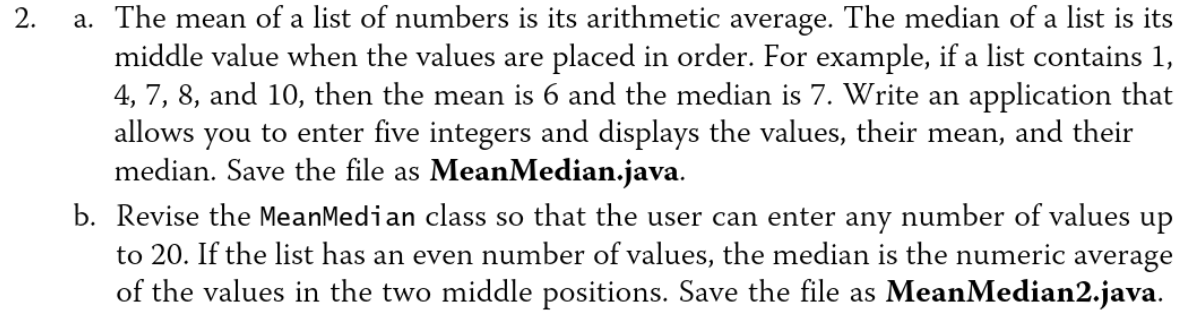 2. a. The mean of a list of numbers is its arithmetic average. The median of a list is its
middle value when the values are placed in order. For example, if a list contains 1,
4, 7, 8, and 10, then the mean is 6 and the median is 7. Write an application that
allows you to enter five integers and displays the values, their mean, and their
median. Save the file as MeanMedian.java.
b. Revise the MeanMedian class so that the user can enter any number of values up
to 20. If the list has an even number of values, the median is the numeric average
of the values in the two middle positions. Save the file as MeanMedian2.java.